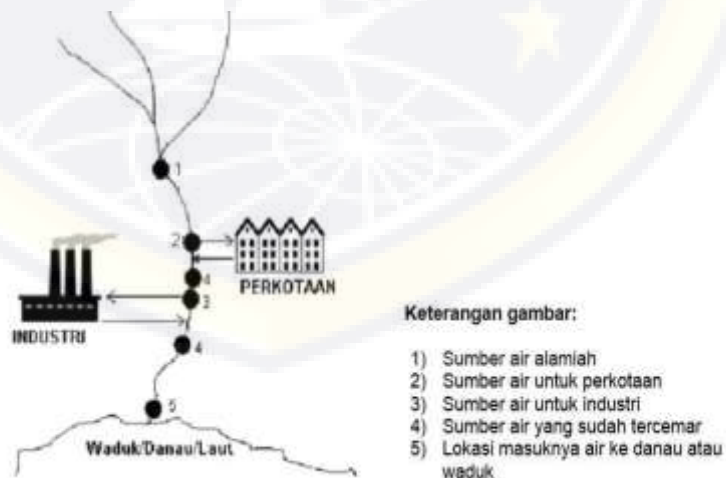 1
2
PERKOTAAN
4
3
INDUSTRI
4
5
Waduk/Danau/Laut
Keterangan gambar:
1) Sumber air alamiah
2) Sumber air untuk perkotaan
3) Sumber air untuk industri
4) Sumber air yang sudah tercemar
5) Lokasi masuknya air ke danau atau
waduk